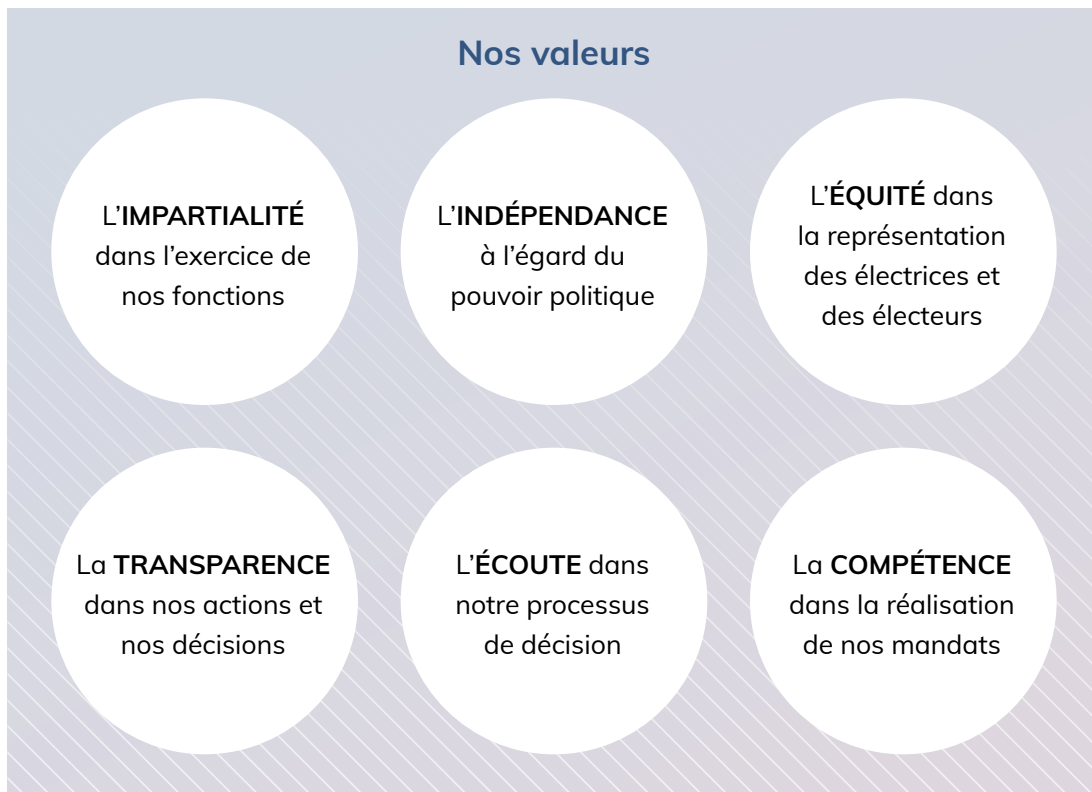 Nos valeurs
L’IMPARTIALITÉ
dans l’exercice de
nos fonctions
L’INDÉPENDANCE
à l’égard du
pouvoir politique
L’ÉQUITÉ dans
la représentation
des électrices et
des électeurs
La TRANSPARENCE
dans nos actions et
nos décisions
L’ÉCOUTE dans
notre processus
de décision
La COMPÉTENCE
dans la réalisation
de nos mandats